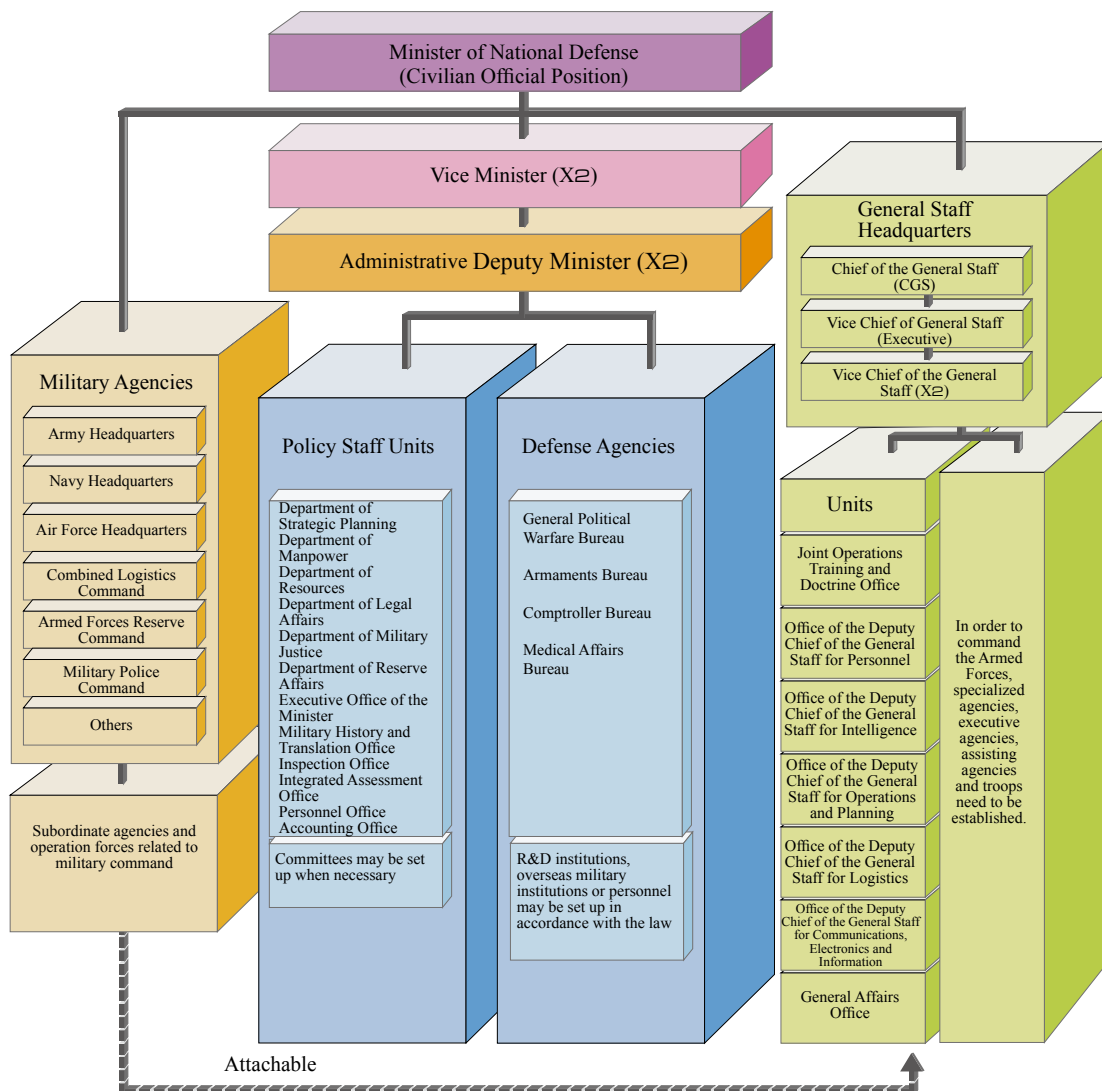 Minister of National Defense
(Civilian Official Position)
Vice Minister (X2)
Administrative Deputy Minister (X2)
General Staff
Headquarters
Chief of the General Staff
(CGS)
Vice Chief of General Staff
(Executive)
Vice Chief of the General
Staff (X2)
Military Agencies
Army Headquarters
Navy Headquarters
Air Force Headquarters
Combined Logistics
Command
Armed Forces Reserve
Command
Military Police
Command
Others
Subordinate agencies and
operation forces related to
military command
Policy Staff Units
Department of
Strategic Planning
Department of
Manpower
Department of
Resources
Department of Legal
Affairs
Department of Military
Justice
Department of Reserve
Affairs
Executive Office of the
Minister
Military History and
Translation Office
Inspection Office
Integrated Assessment
Office
Personnel Office
Accounting Office
Committees may be set
up when necessary
Defense Agencies
General Political
Warfare Bureau
Armaments Bureau
Comptroller Bureau
Medical Affairs
Bureau
R&D institutions,
overseas military
institutions or personnel
may be set up in
accordance with the law
Units
Joint Operations
Training and
Doctrine Office
Office of the Deputy
Chief of the General
Staff for Personnel
Office of the Deputy
Chief of the General
Staff for Intelligence
Office of the Deputy
Chief of the General
Staff for Operations
and Planning
Office of the Deputy
Chief of the General
Staff for Logistics
Office of the Deputy
Chief of the General Staff
for Communications,
Electronics and
Information
General Affairs
Office
In order to
command
the Armed
Forces,
specialized
agencies,
executive
agencies,
assisting
agencies
and troops
need to be
established.
Attachable